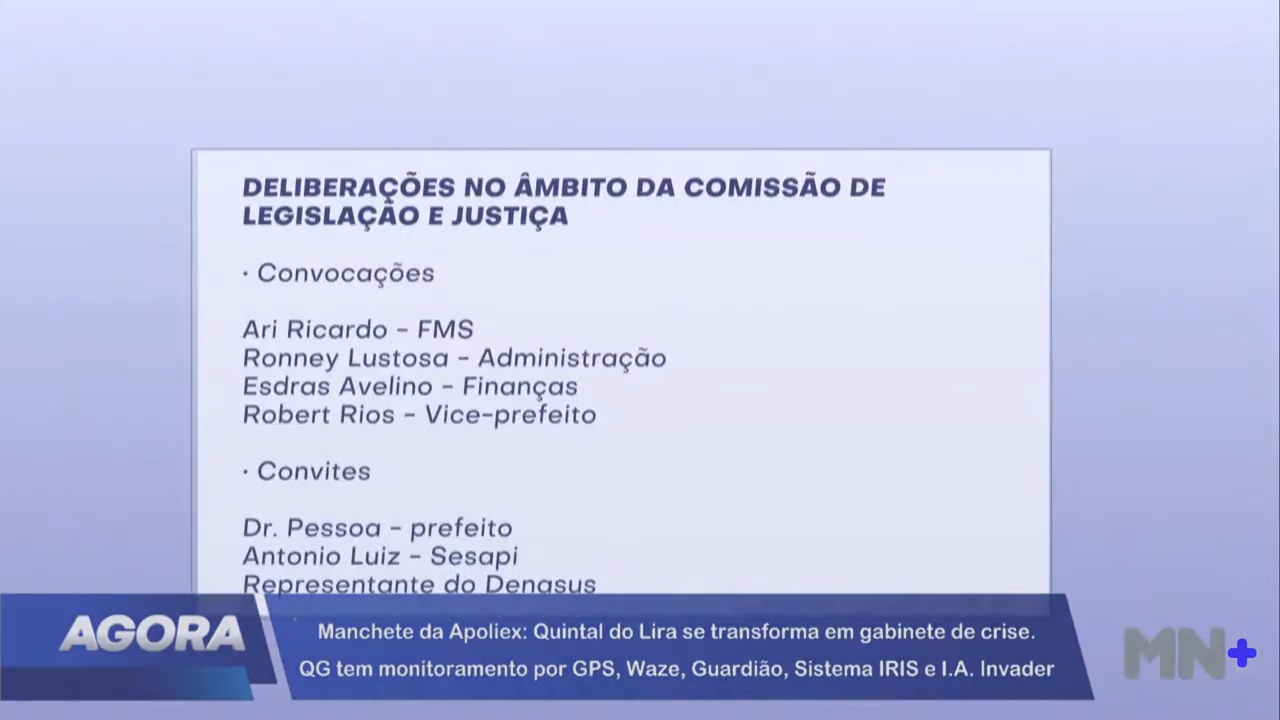 DELIBERAÇÕES NO ÂMBITO DA COMISSÃO DE
LEGISLAÇÃO E JUSTIÇA
· Convocações
Ari Ricardo - FMS
Ronney Lustosa - Administração
Esdras Avelino - Finanças
Robert Rios - Vice-prefeito
· Convites
Dr. Pessoa - prefeito
Antonio Luiz - Sesapi
Representante do Denasus
AGORA
Manchete da Apoliex: Quintal do Lira se transforma em gabinete de crise.
QG tem monitoramento por GPS, Waze, Guardião, Sistema IRIS e I.A. Invader
MN+